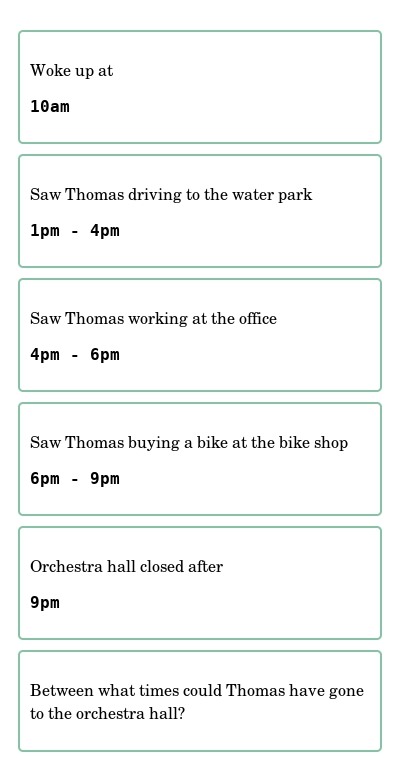 Woke up at
10am
Saw Thomas driving to the water park
1pm - 4pm
Saw Thomas working at the office
4pm - 6pm
Saw Thomas buying a bike at the bike shop
6pm - 9pm
Orchestra hall closed after
9pm
Between what times could Thomas have gone
to the orchestra hall?